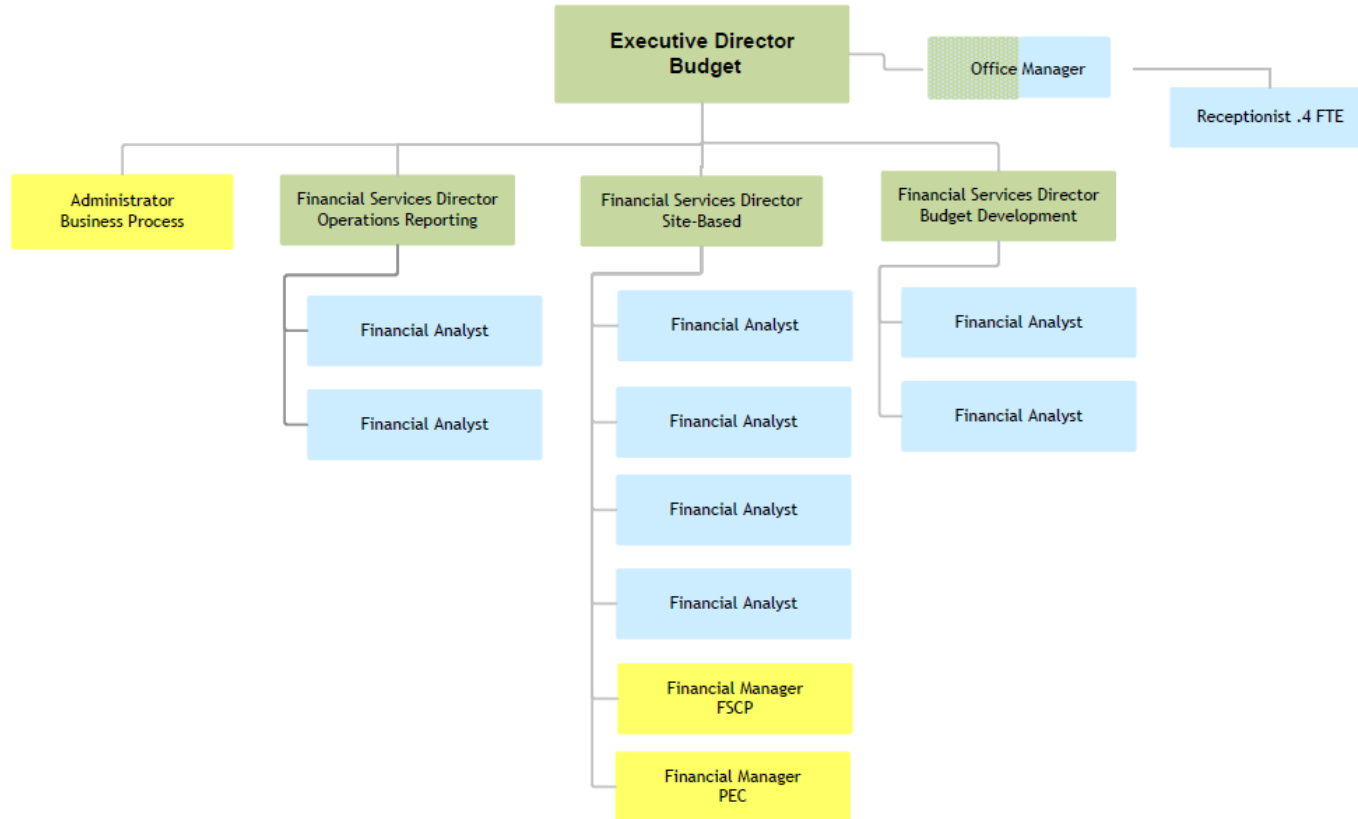 Executive Director
Budget
Office Manager
Receptionist .4 FTE
Administrator
Business Process
Financial Services Director
Operations Reporting
Financial Services Director
Site-Based
Financial Services Director
Budget Development
Financial Analyst
Financial Analyst
Financial Analyst
Financial Analyst
Financial Analyst
Financial Analyst
Financial Manager
FSCP
Financial Manager
PEC
Financial Analyst
Financial Analyst